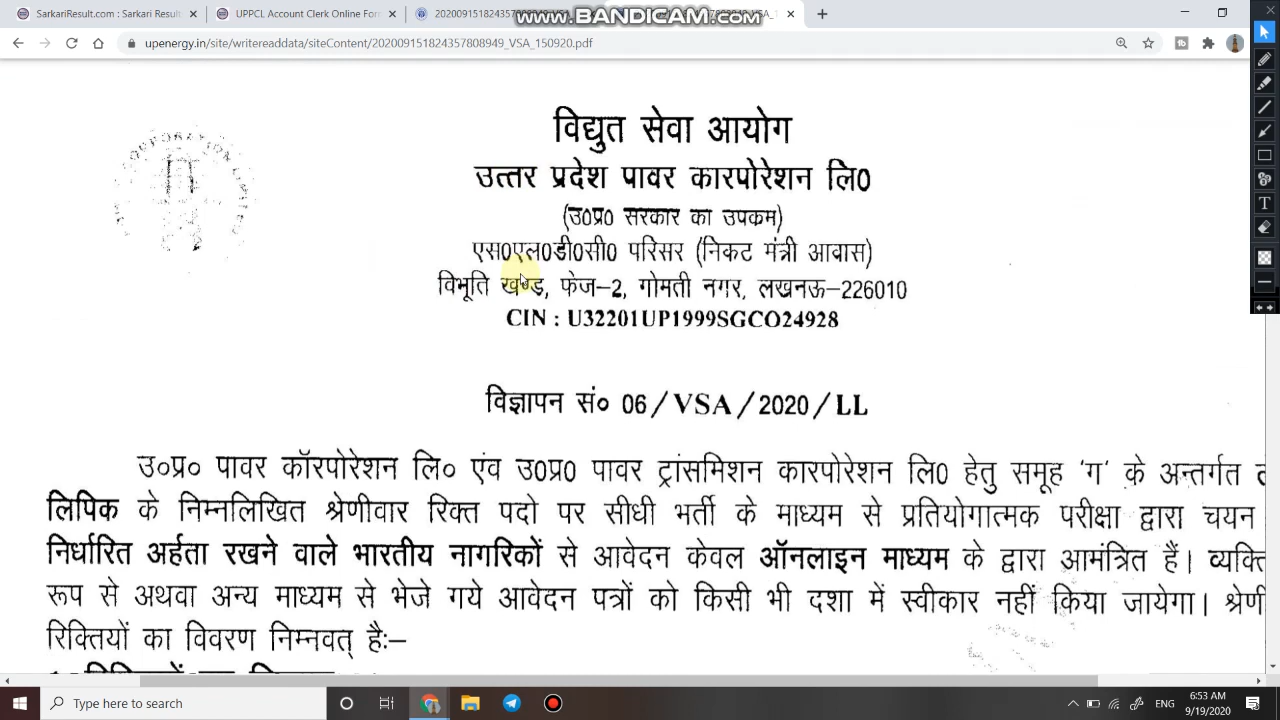 SarkariResult.com : Sarkari Result
UPPCL Account Clerk Online For
20200915182435780894
VSA_1
www.BANDICAM.com
upenergy.in/site/writereaddata/siteContent/202009151824357808949_VSA_150920.pdf
विद्युत सेवा आयोग
उत्तर प्रदेश पावर कारपोरेशन लि0
(उ0प्र0 सरकार का उपकम)
एस0एल0डी0सी0 परिसर (निकट मंत्री आवास)
विभूति खण्ड, फेज–2, गोमती नगर, लखनऊ–226010
CIN : U32201UP1999SGCO24928
विज्ञापन सं० 06/VSA/2020/LL
उ०प्र० पावर कॉरपोरेशन लि० एंव उ0प्र0 पावर ट्रांसमिशन कारपोरेशन लि0 हेतु समूह 'ग' के अन्तर्गत
लिपिक के निम्नलिखित श्रेणीवार रिक्त पदो पर सीधी भर्ती के माध्यम से प्रतियोगात्मक परीक्षा द्वारा चयन
निर्धारित अर्हता रखने वाले भारतीय नागरिकों से आवेदन केवल ऑनलाइन माध्यम के द्वारा आमंत्रित हैं। व्यक्ति
रूप से अथवा अन्य माध्यम से भेजे गये आवेदन पत्रों को किसी भी दशा में स्वीकार नहीं किया जायेगा। श्रेणी
रिक्तियों का विवरण निम्नवत् हैः–
Type here to search
ENG
6:53 AM
9/19/2020